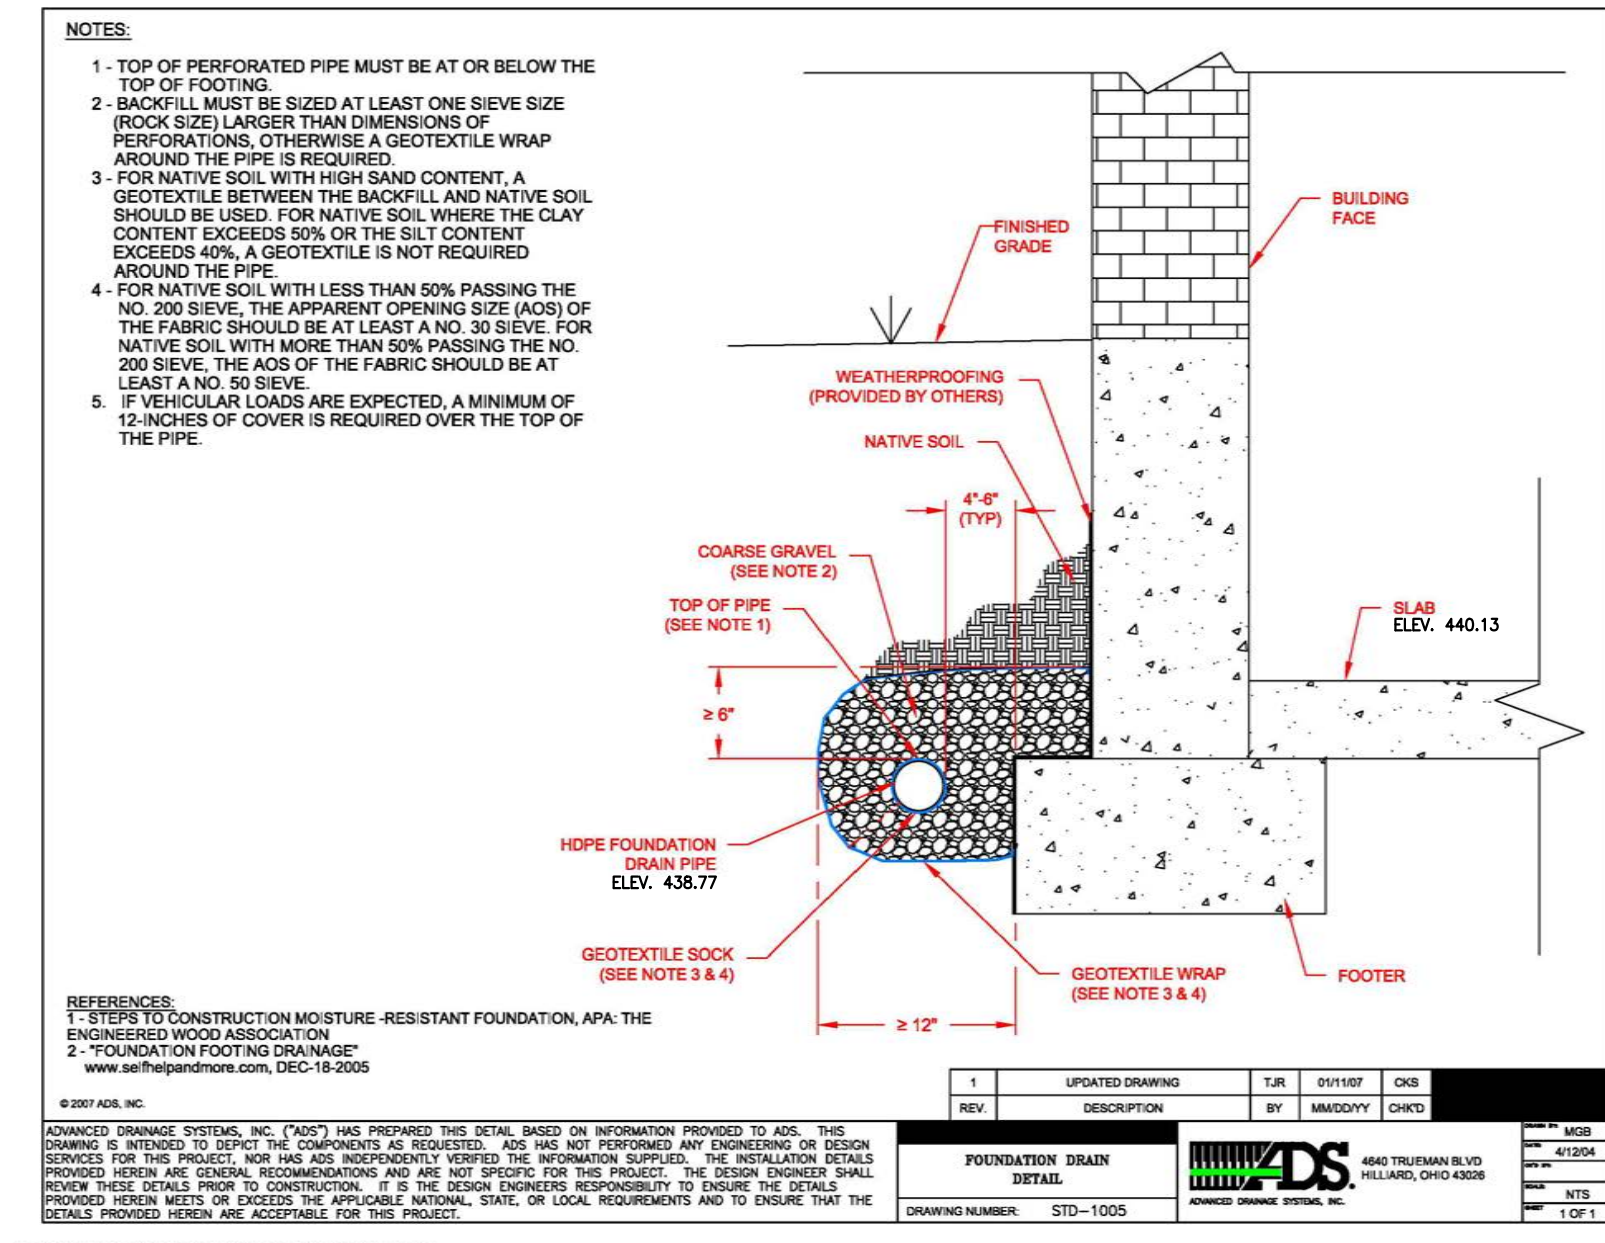 NOTES:
1 - TOP OF PERFORATED PIPE MUST BE AT OR BELOW THE
TOP OF FOOTING.
2 - BACKFILL MUST BE SIZED AT LEAST ONE SIEVE SIZE
(ROCK SIZE) LARGER THAN DIMENSIONS OF
PERFORATIONS, OTHERWISE A GEOTEXTILE WRAP
AROUND THE PIPE IS REQUIRED.
3 - FOR NATIVE SOIL WITH HIGH SAND CONTENT, A
GEOTEXTILE BETWEEN THE BACKFILL AND NATIVE SOIL
SHOULD BE USED. FOR NATIVE SOIL WHERE THE CLAY
CONTENT EXCEEDS 50% OR THE SILT CONTENT
EXCEEDS 40%, A GEOTEXTILE IS NOT REQUIRED
AROUND THE PIPE.
4 - FOR NATIVE SOIL WITH LESS THAN 50% PASSING THE
NO. 200 SIEVE, THE APPARENT OPENING SIZE (AOS) OF
THE FABRIC SHOULD BE AT LEAST A NO. 30 SIEVE. FOR
NATIVE SOIL WITH MORE THAN 50% PASSING THE NO.
200 SIEVE, THE AOS OF THE FABRIC SHOULD BE AT
LEAST A NO. 50 SIEVE.
5. IF VEHICULAR LOADS ARE EXPECTED, A MINIMUM OF
12-INCHES OF COVER IS REQUIRED OVER THE TOP OF
THE PIPE.
BUILDING
FACE
FINISHED
GRADE
WEATHERPROOFING
(PROVIDED BY OTHERS)
NATIVE SOIL
4"-6"
(TYP)
COARSE GRAVEL
(SEE NOTE 2)
TOP OF PIPE
(SEE NOTE 1)
SLAB
ELEV. 440.13
≥ 6"
HDPE FOUNDATION
DRAIN PIPE
ELEV. 438.77
GEOTEXTILE SOCK
(SEE NOTE 3 & 4)
GEOTEXTILE WRAP
(SEE NOTE 3 & 4)
FOOTER
≥ 12"
REFERENCES:
1 - STEPS TO CONSTRUCTION MOISTURE -RESISTANT FOUNDATION, APA: THE
ENGINEERED WOOD ASSOCIATION
2 - "FOUNDATION FOOTING DRAINAGE"
www.selfhelpandmore.com, DEC-18-2005
© 2007 ADS, INC.
1 UPDATED DRAWING TJR 01/11/07 CKS
REV. DESCRIPTION BY MM/DD/YY CHK'D
ADVANCED DRAINAGE SYSTEMS, INC. ("ADS") HAS PREPARED THIS DETAIL BASED ON INFORMATION PROVIDED TO ADS. THIS
DRAWING IS INTENDED TO DEPICT THE COMPONENTS AS REQUESTED. ADS HAS NOT PERFORMED ANY ENGINEERING OR DESIGN
SERVICES FOR THIS PROJECT, NOR HAS ADS INDEPENDENTLY VERIFIED THE INFORMATION SUPPLIED. THE INSTALLATION DETAILS
PROVIDED HEREIN ARE GENERAL RECOMMENDATIONS AND ARE NOT SPECIFIC FOR THIS PROJECT. THE DESIGN ENGINEER SHALL
REVIEW THESE DETAILS PRIOR TO CONSTRUCTION. IT IS THE DESIGN ENGINEERS RESPONSIBILITY TO ENSURE THE DETAILS
PROVIDED HEREIN MEETS OR EXCEEDS THE APPLICABLE NATIONAL, STATE, OR LOCAL REQUIREMENTS AND TO ENSURE THAT THE
DETAILS PROVIDED HEREIN ARE ACCEPTABLE FOR THIS PROJECT.
FOUNDATION DRAIN
DETAIL
DRAWING NUMBER: STD-1005
ADS.
ADVANCED DRAINAGE SYSTEMS, INC.
4640 TRUEMAN BLVD
HILLIARD, OHIO 43026
MGB
4/12/04
NTS
1 OF 1